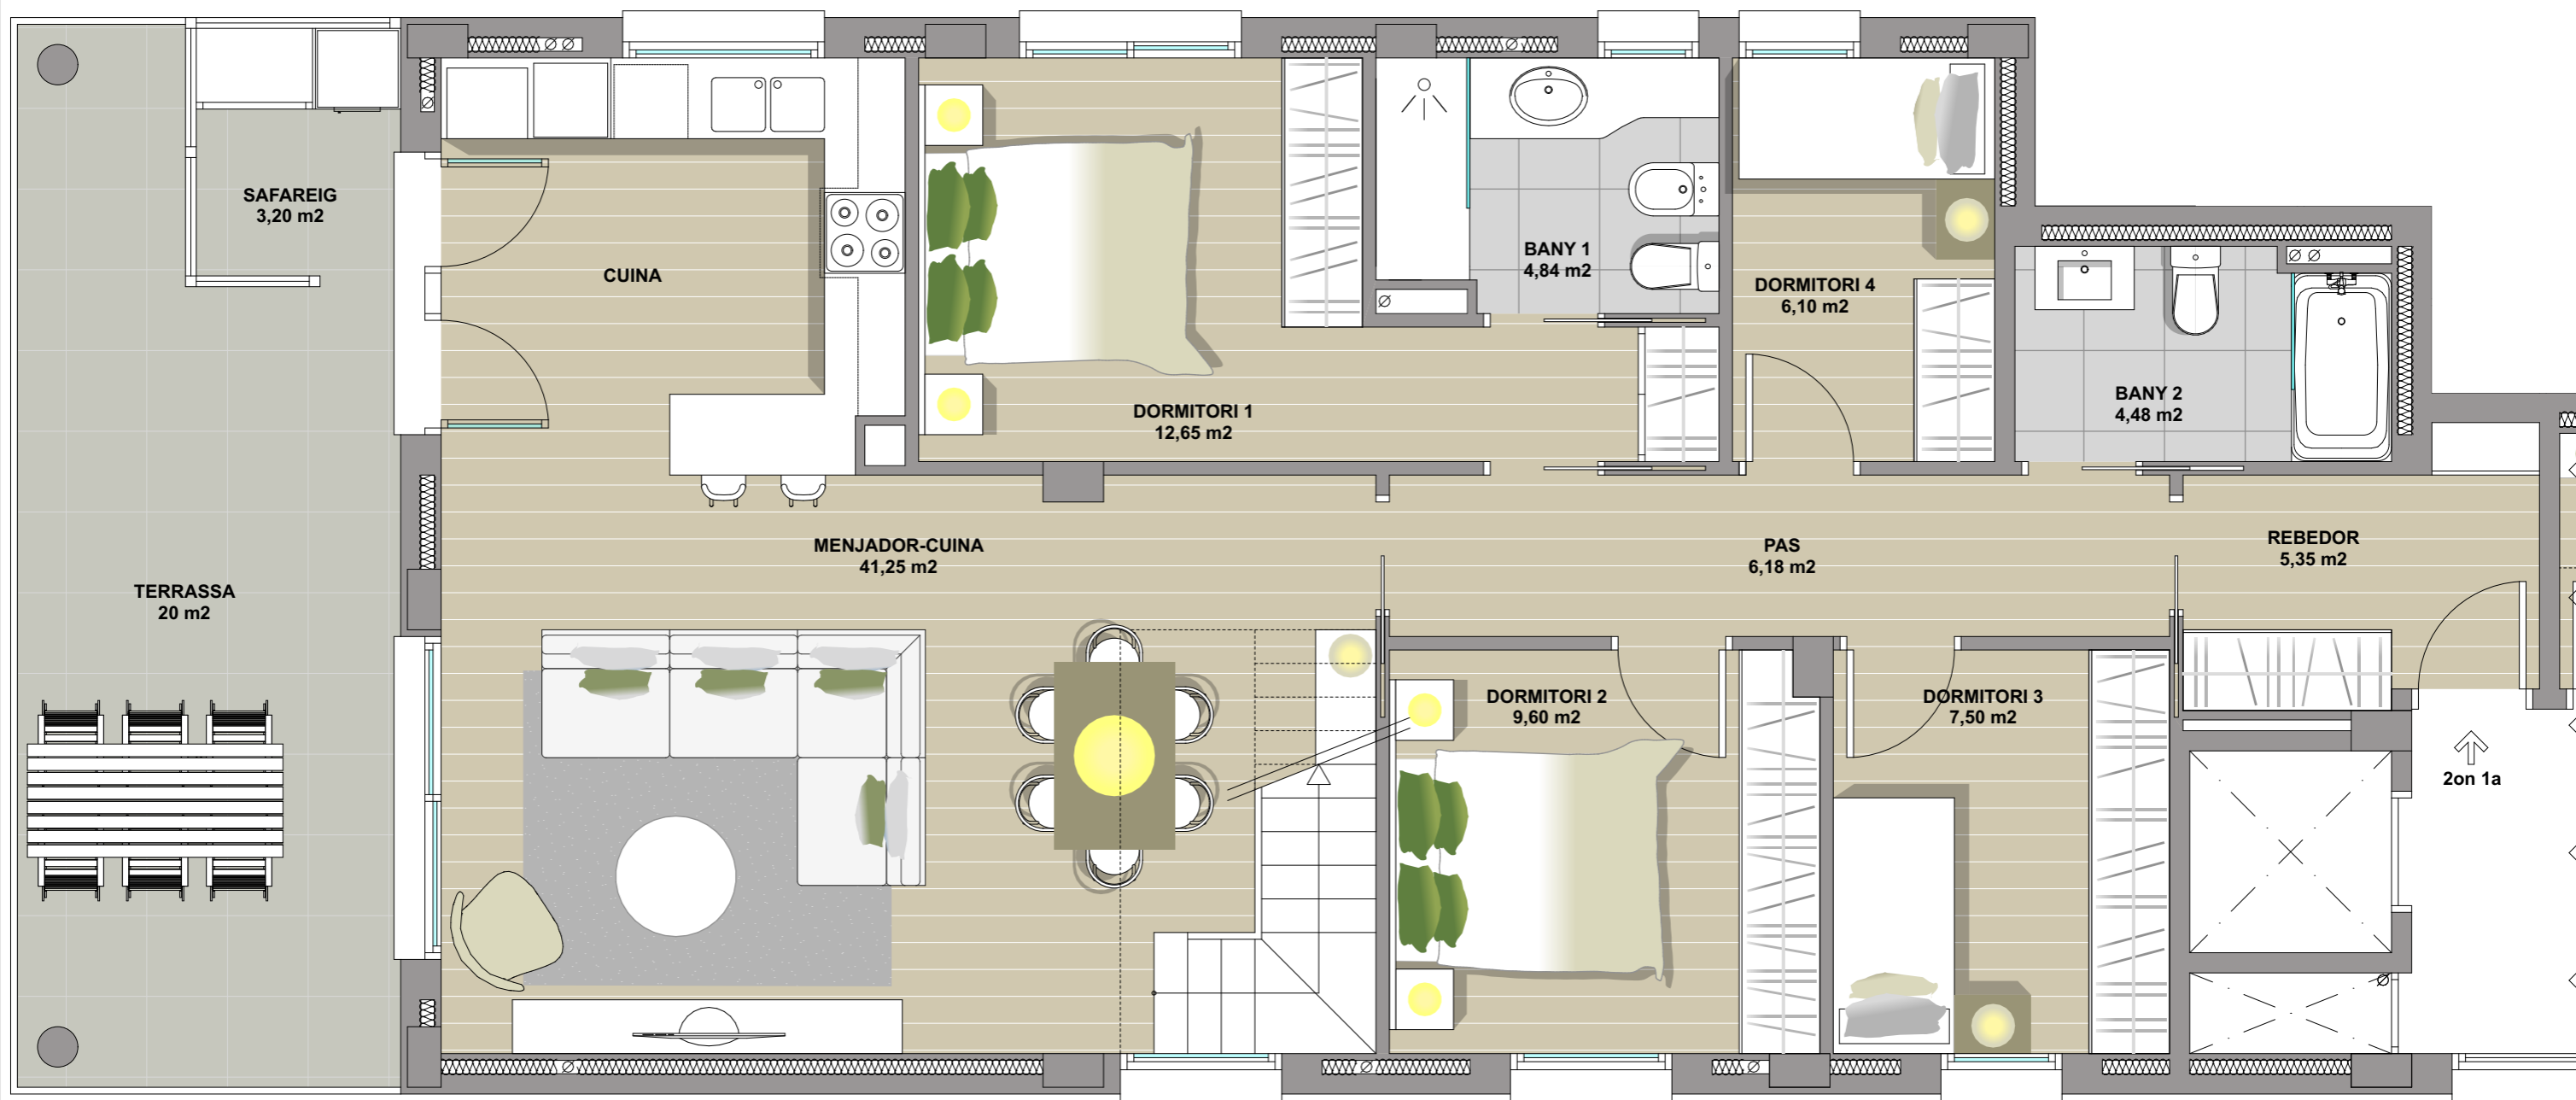 SAFAREIG
3,20 m2
CUINA
BANY 1
4,84 m2
DORMITORI 4
6,10 m2
DORMITORI 1
12,65 m2
BANY 2
4,48 m2
MENJADOR-CUINA
41,25 m2
PAS
6,18 m2
REBEDOR
5,35 m2
TERRASSA
20 m2
DORMITORI 2
9,60 m2
DORMITORI 3
7,50 m2
2on 1a